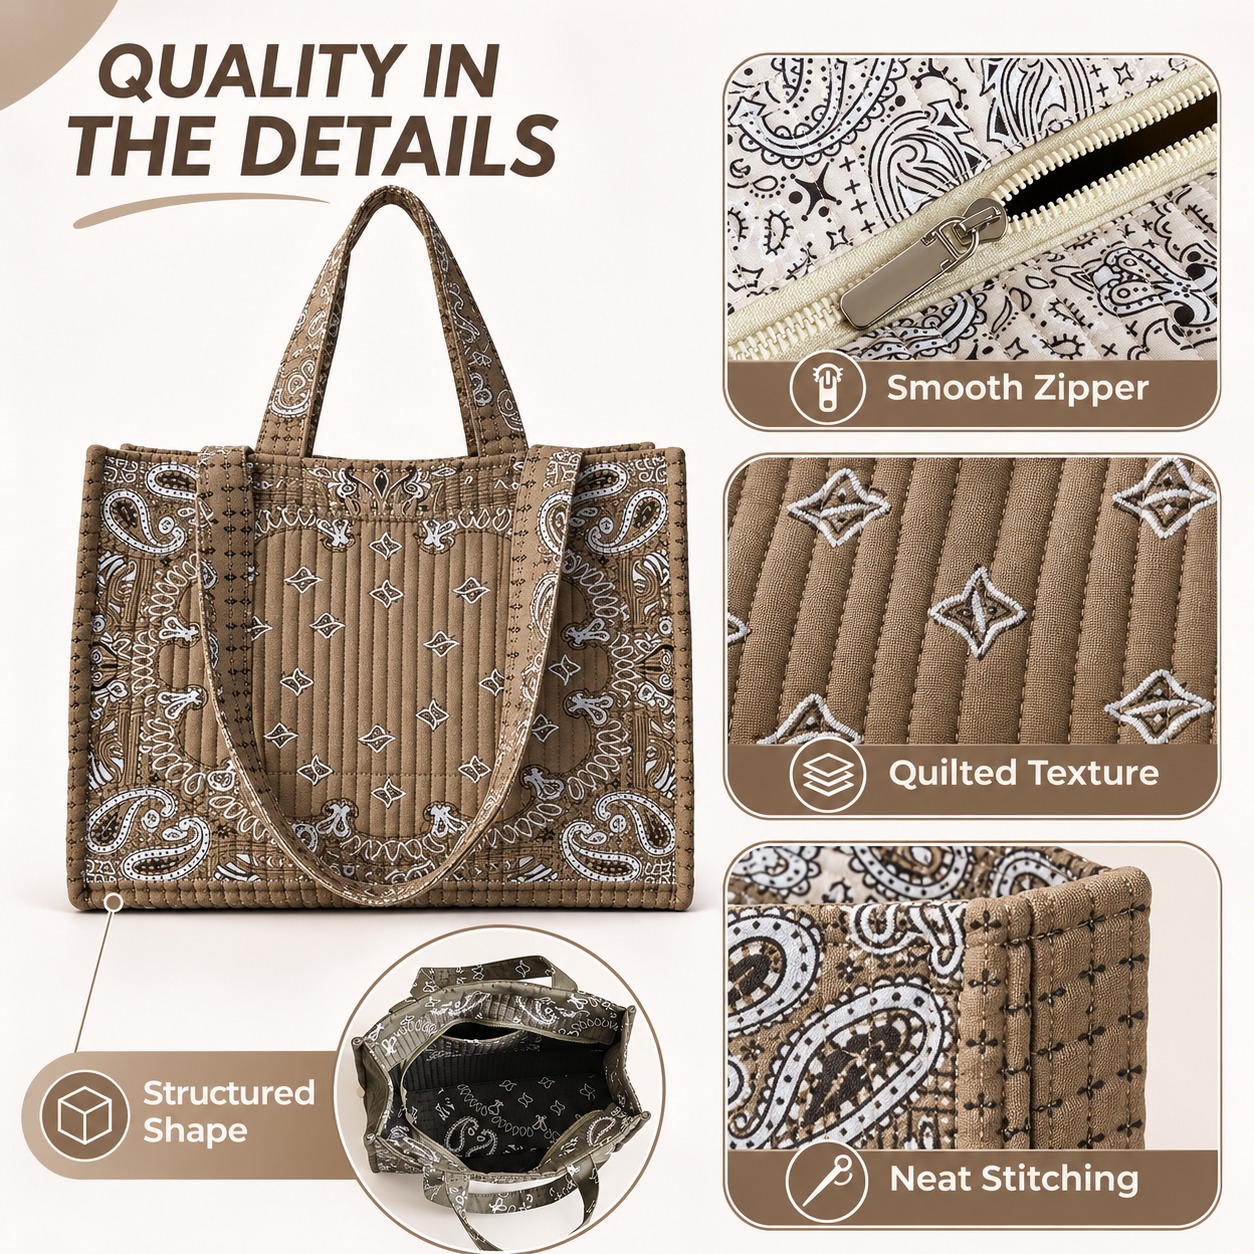 QUALITY IN
THE DETAILS
Smooth Zipper
Quilted Texture
Neat Stitching
Structured
Shape